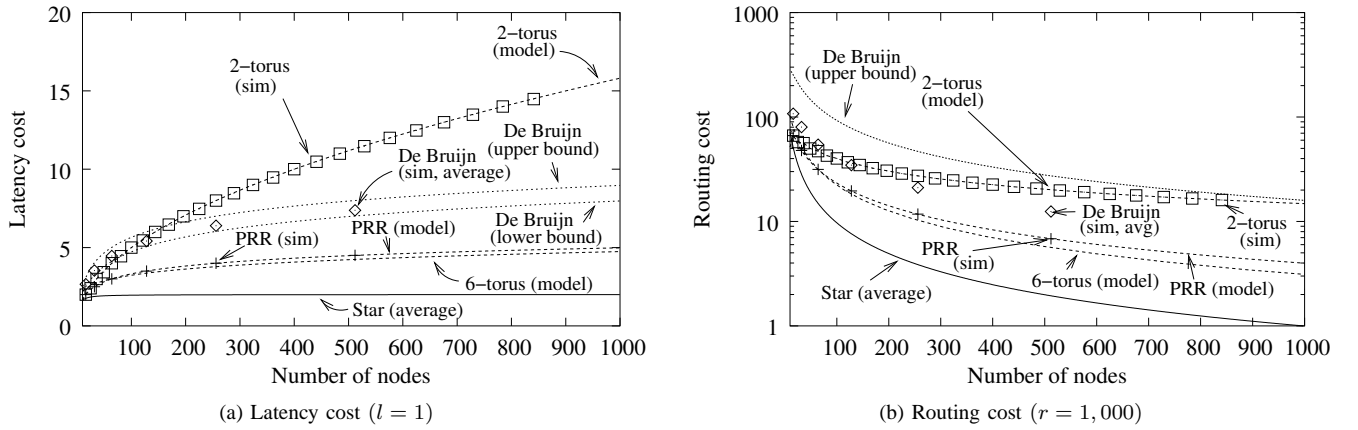 20
15
10
5
0
Latency cost
2−torus
(model)
2−torus
(sim)
De Bruijn
(upper bound)
De Bruijn
(sim, average)
PRR (sim)
PRR (model)
De Bruijn
(lower bound)
6-torus (model)
Star (average)
100 200 300 400 500 600 700 800 900 1000
Number of nodes
(a) Latency cost (l = 1)
1000
100
10
1
Routing cost
De Bruijn
(upper bound)
2−torus
(model)
De Bruijn
(sim, avg)
2−torus
(sim)
PRR
(sim)
6-torus (model)
PRR (model)
Star (average)
100 200 300 400 500 600 700 800 900 1000
Number of nodes
(b) Routing cost (r = 1, 000)